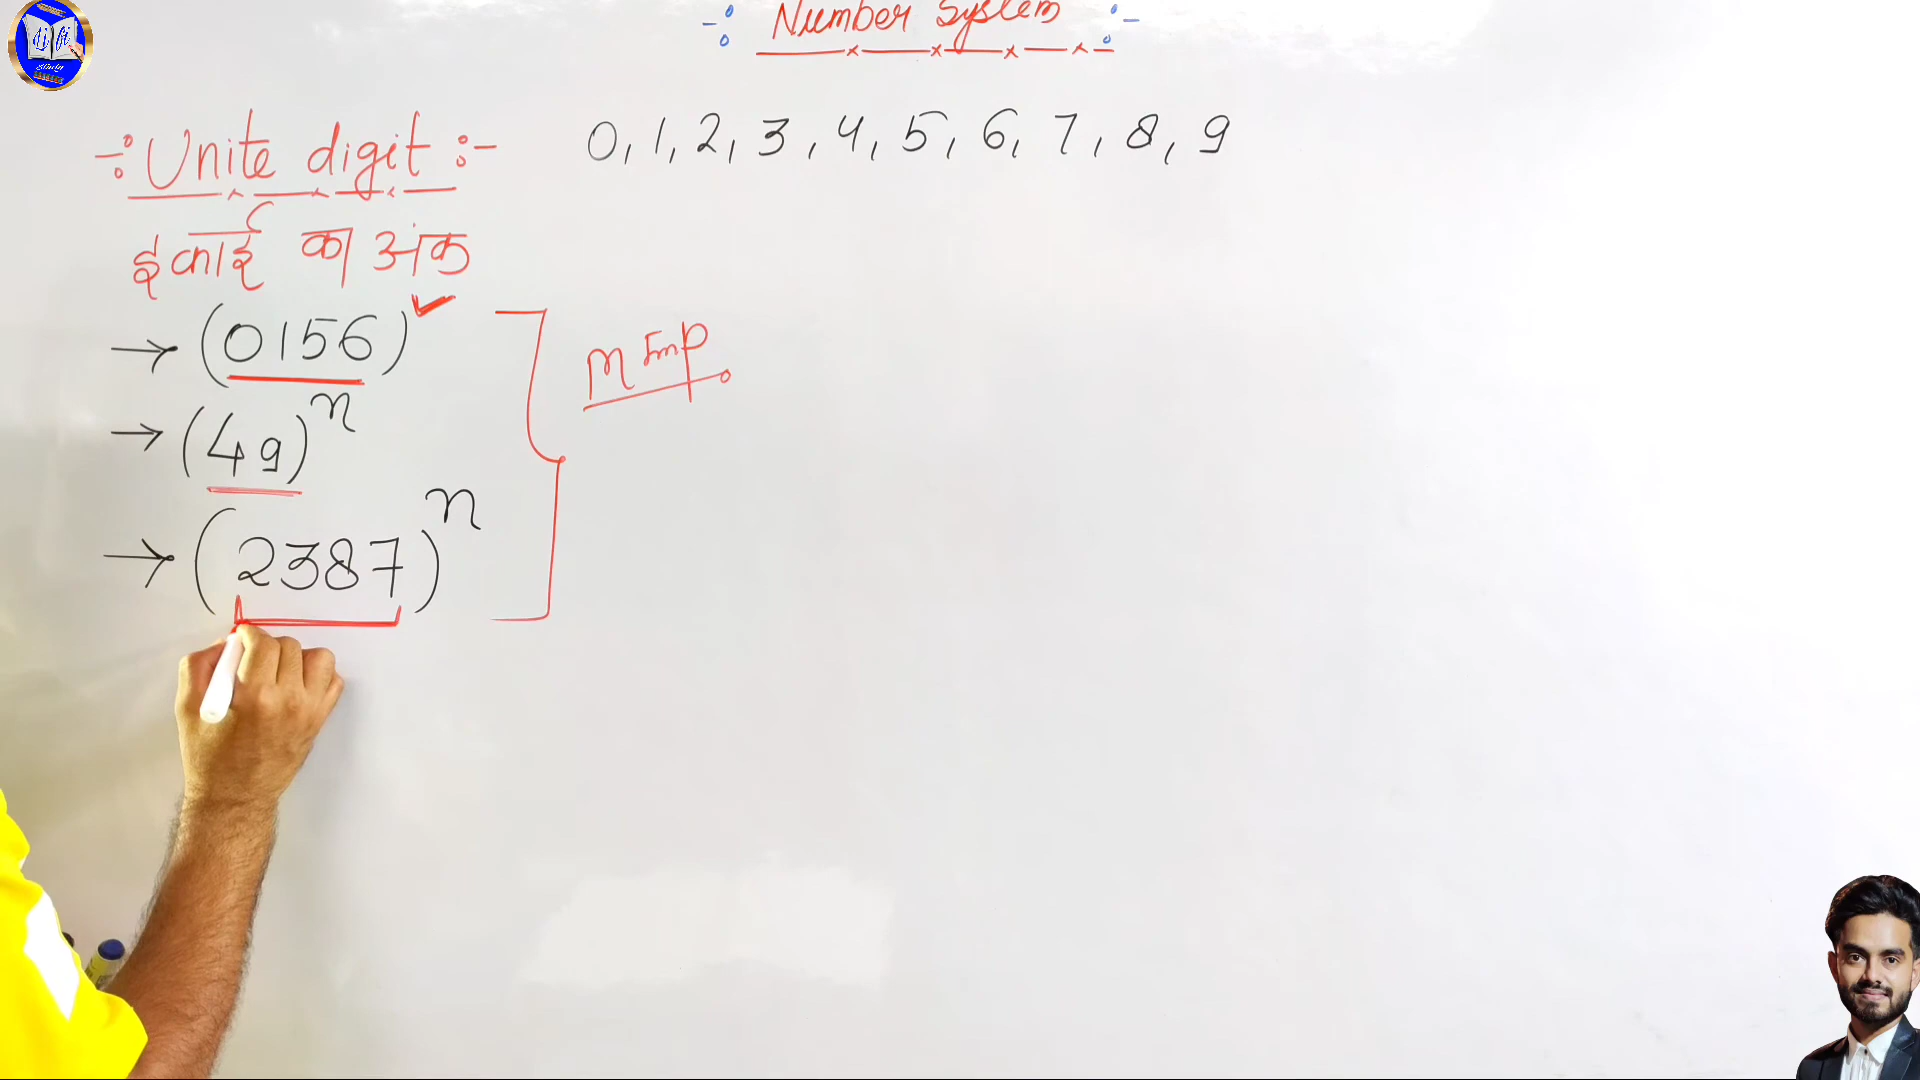 -: Number System :-
-: Unite digit :-
0, 1, 2, 3, 4, 5, 6, 7, 8, 9
इकाई का अंक
→ (0156) ✓
M Imp
→ (49)ⁿ
→ (2387)ⁿ
Study